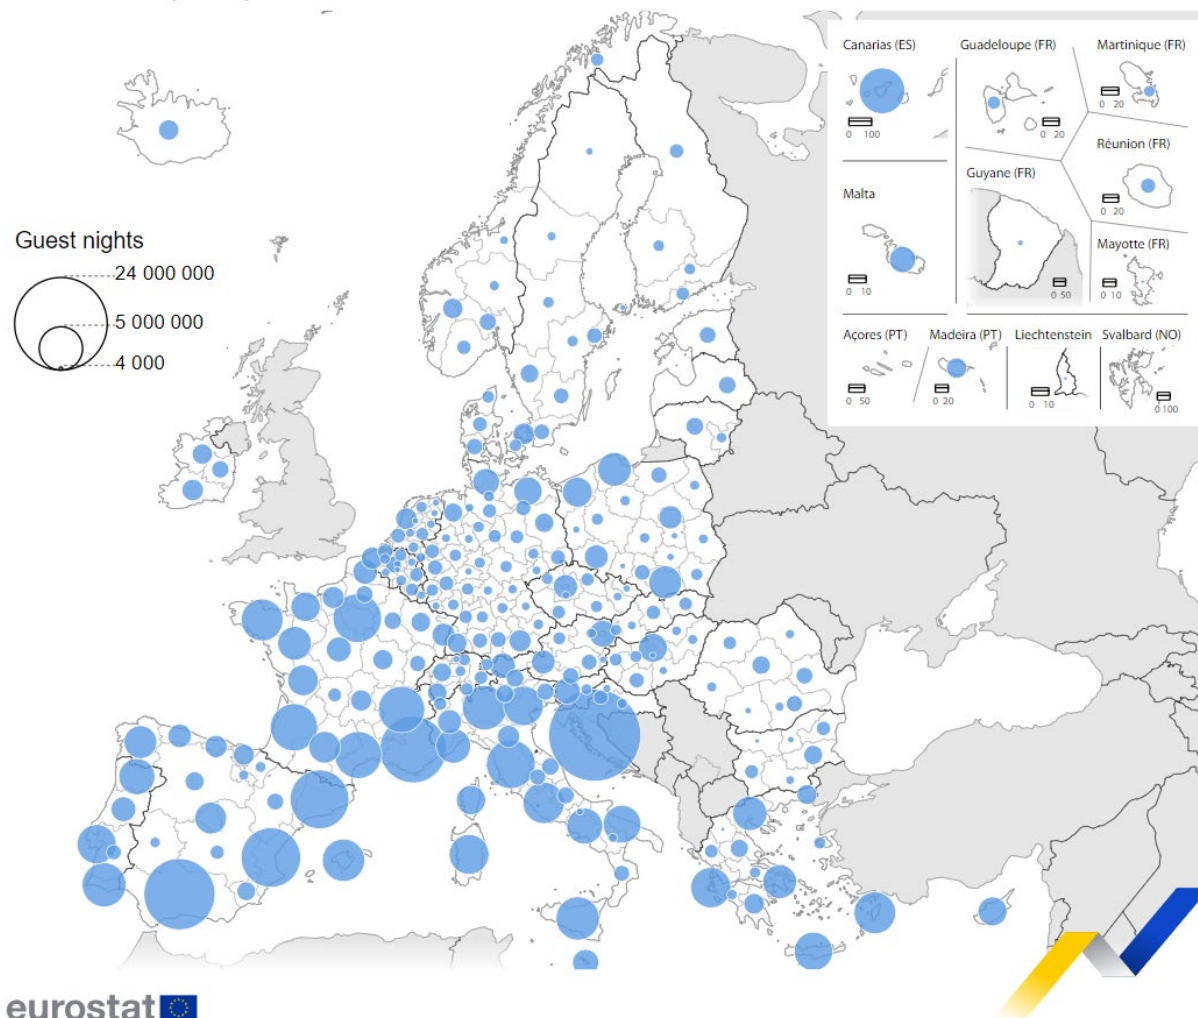 Guest nights
24 000 000
5 000 000
4 000
Canarias (ES)
0 100
Guadeloupe (FR)
0 20
Martinique (FR)
0 20
Réunion (FR)
0 20
Malta
0 10
Guyane (FR)
0 50
Mayotte (FR)
0 10
Açores (PT)
0 50
Madeira (PT)
0 20
Liechtenstein
0 10
Svalbard (NO)
0 100
eurostat